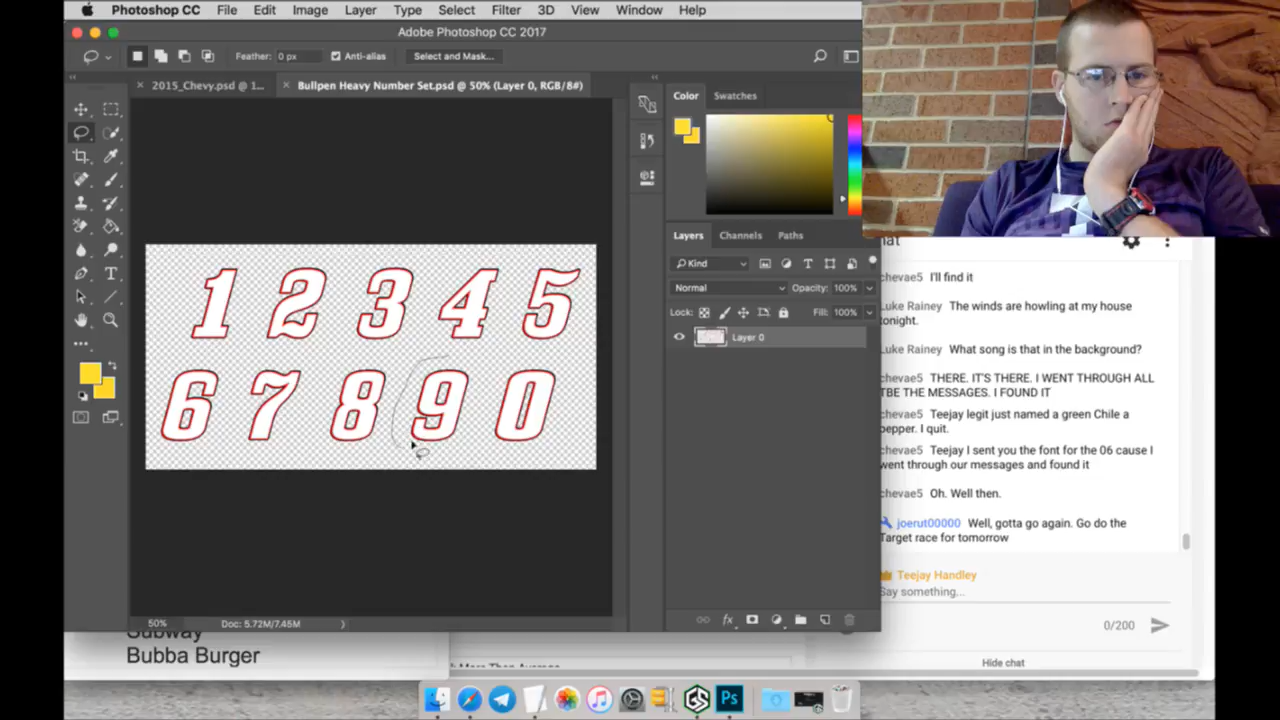 Photoshop CC File Edit Image Layer Type Select Filter 3D View Window Help
Adobe Photoshop CC 2017
Feather: 0 px Anti-alias Select and Mask...
2015_Chevy.psd @ 1... Bullpen Heavy Number Set.psd @ 50% (Layer 0, RGB/8#)
Color Swatches
1 2 3 4 5
6 7 8 9 0
Layers Channels Paths
Kind
Normal Opacity: 100%
Lock: Fill: 100%
Layer 0
50% Doc: 5.72M/7.45M
Subway
Bubba Burger
chevae5 I'll find it
Luke Rainey The winds are howling at my house
tonight.
Luke Rainey What song is that in the background?
chevae5 THERE. IT'S THERE. I WENT THROUGH ALL
TBE THE MESSAGES. I FOUND IT
Teejay legit just named a green Chile a
pepper. I quit.
chevae5 Teejay I sent you the font for the 06 cause I
went through our messages and found it
chevae5 Oh. Well then.
joerut00000 Well, gotta go again. Go do the
Target race for tomorrow
Teejay Handley
Say something...
0/200
Hide chat
Ps